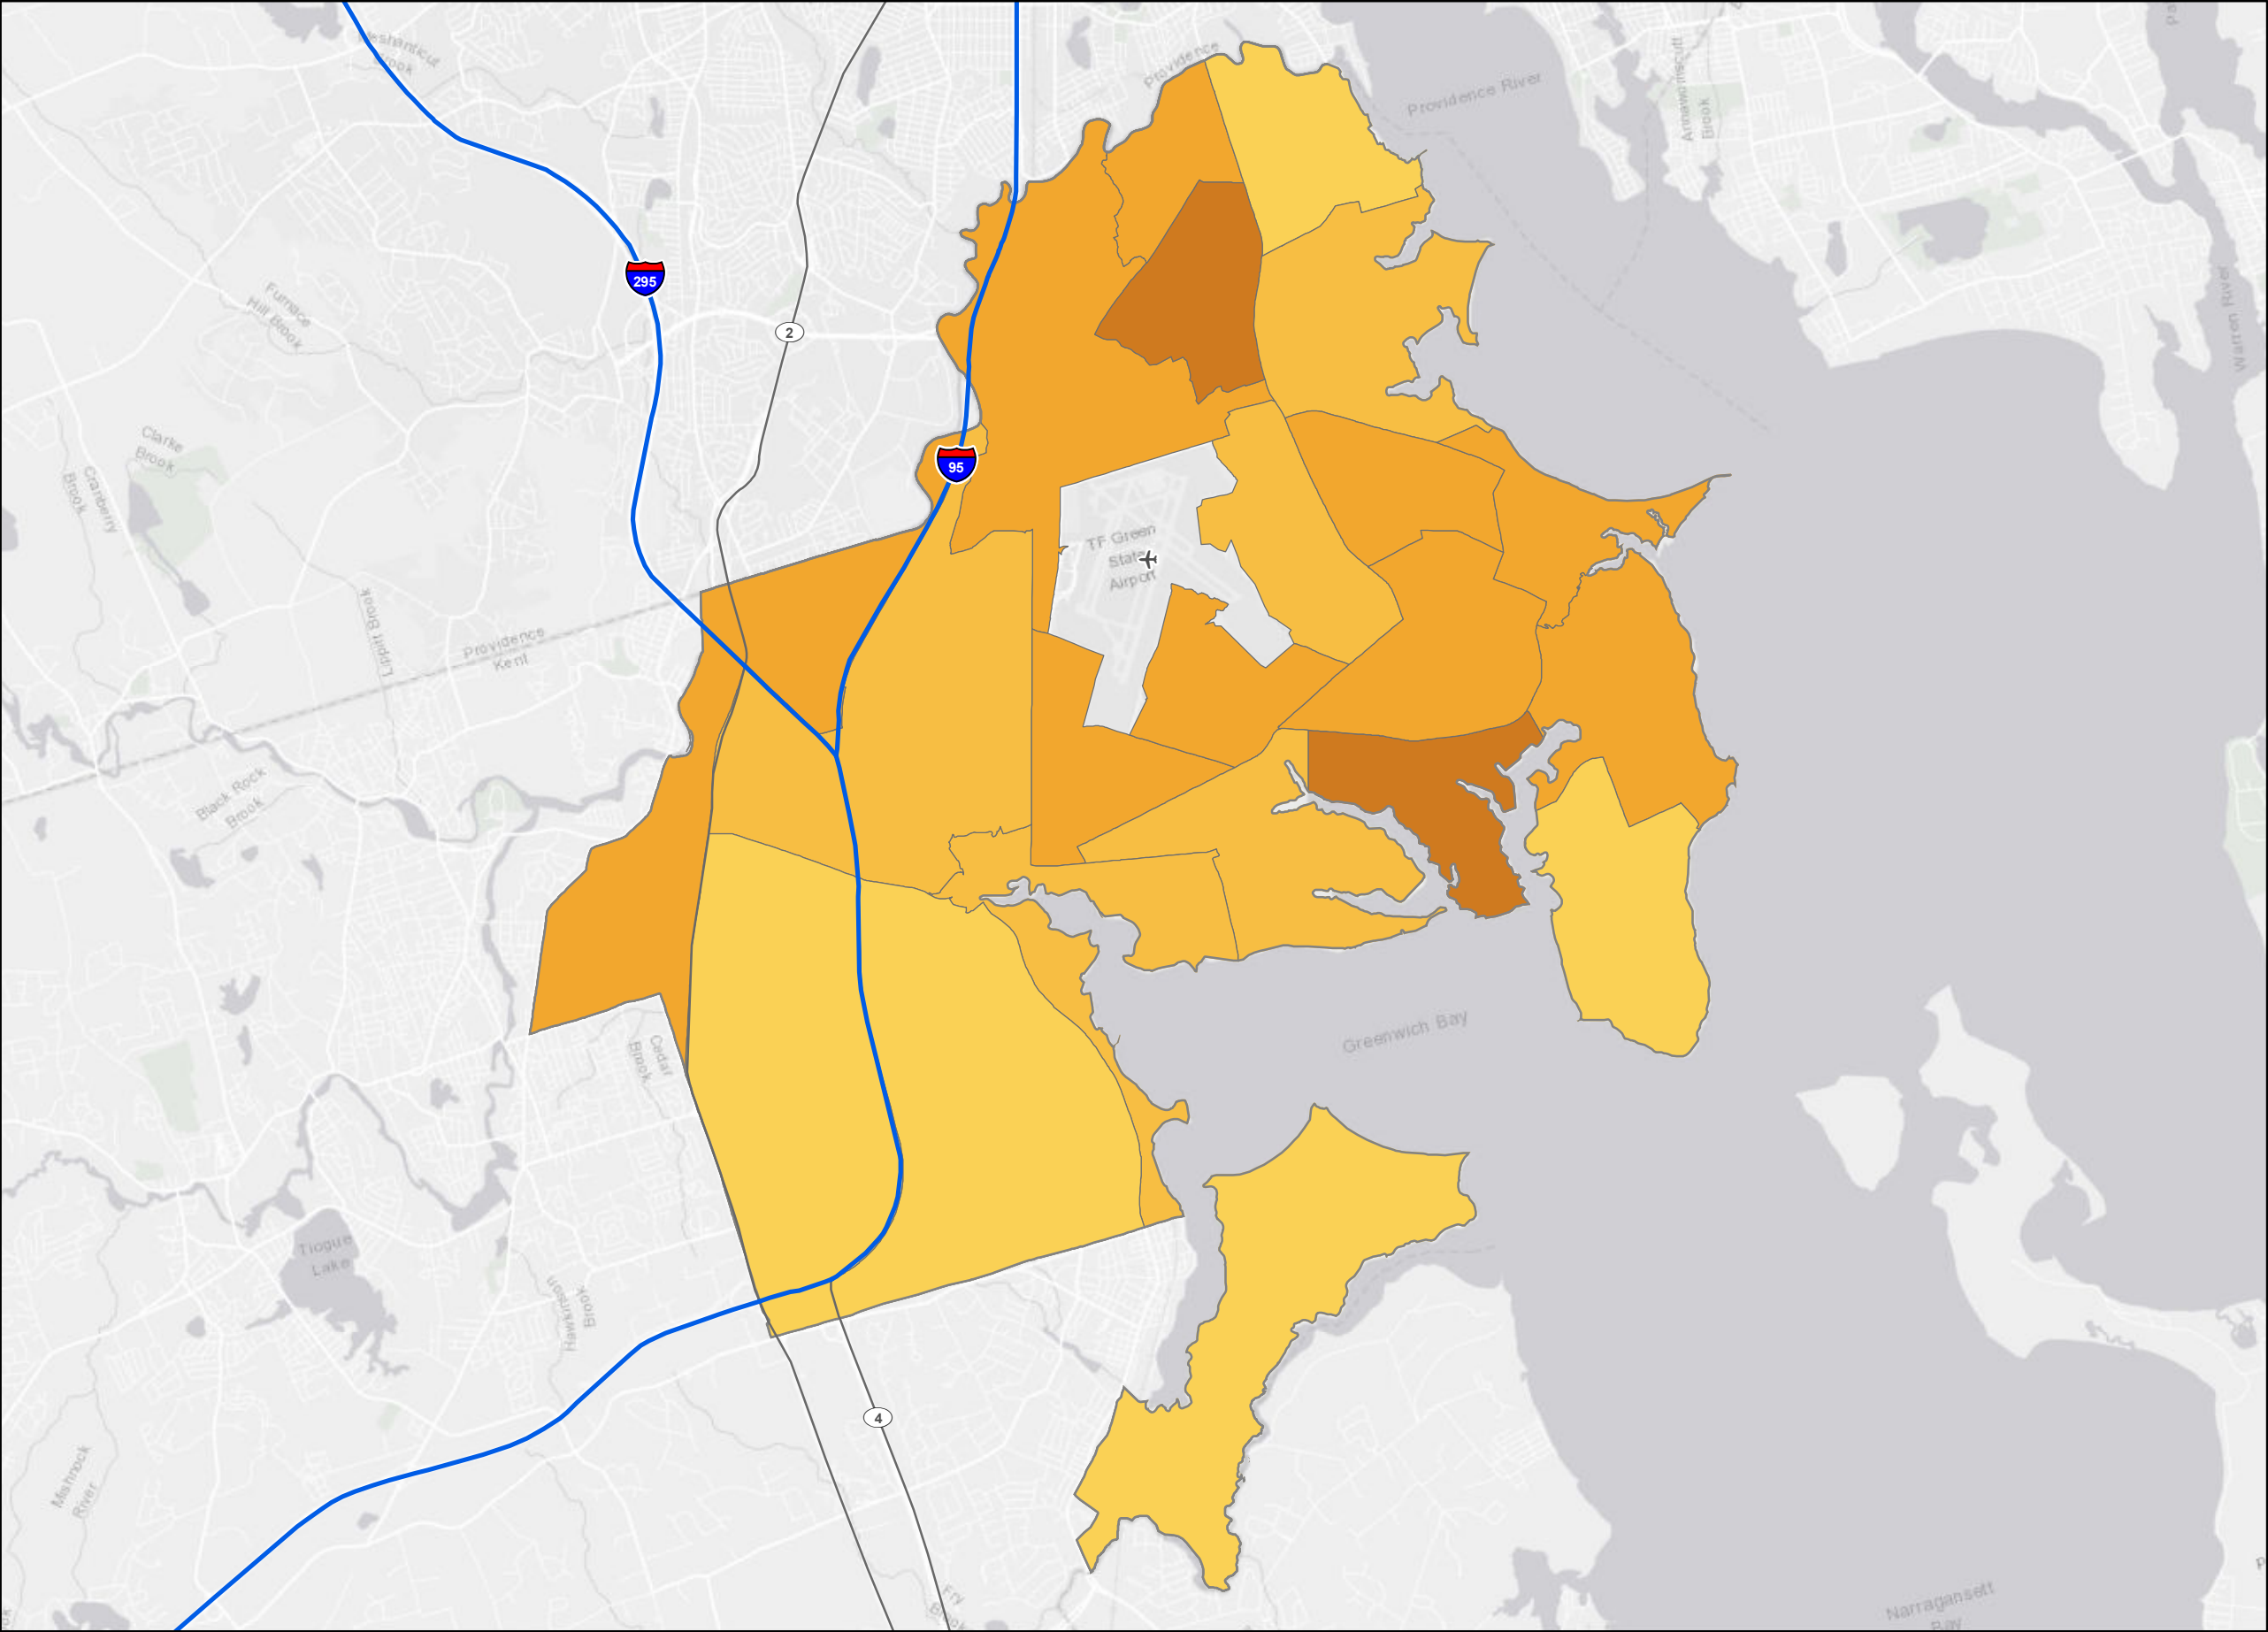 Meshanticut
Brook
Providence
Providence River
Annawomscutt
Brook
295
Furnace
Hill Brook
2
Warren River
Clarke
Brook
Cranberry
Brook
95
TF Green
State
Airport
Lippitt Brook
Providence
Kent
Black Rock
Brook
Greenwich Bay
Cedar
Brook
Tiogue
Lake
Hawkinson
Brook
4
Mishnock
River
Fry
Brook
Narragansett
Bay